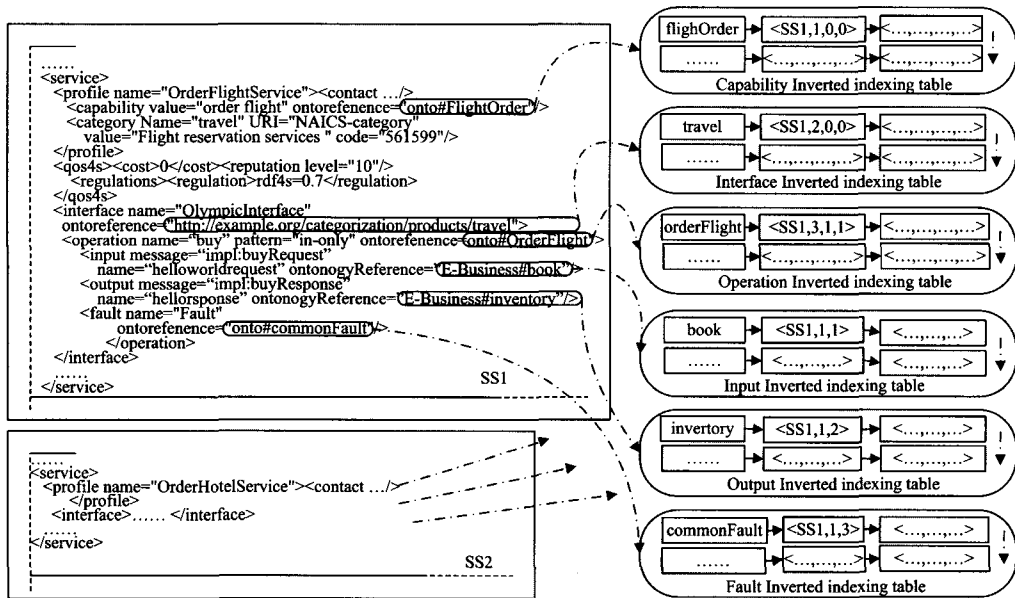 ......
<service>
<profile name="OrderFlightService"><contact .../>
<capability value="order flight" ontorefenence="onto#FlightOrder"/>
<category Name="travel" URI="NAICS-category"
value="Flight reservation services " code="561599"/>
</profile>
<qos4s><cost>0</cost><reputation level="10"/>
<regulations><regulation>rdf4s=0.7</regulation>
</qos4s>
<interface name="OlympicInterface"
ontoreference="http://example.org/categorization/products/travel">
<operation name="buy" pattern="in-only" ontorefenence=onto#OrderFlight/>
<input message="impl:buyRequest"
name="helloworldrequest" ontonogyReference="E-Business#book"/>
<output message="impl:buyResponse"
name="hellorsponse" ontonogyReference="E-Business#inventory"/>
<fault name="Fault"
ontorefenence="onto#commonFault"/>
</operation>
</interface>
......
</service>
SS1
......
<service>
<profile name="OrderHotelService"><contact .../>
</profile>
<interface>...... </interface>
......
</service>
SS2
flighOrder <SS1,1,0,0> <...,...,...,...>
...... <...,...,...,...> <...,...,...,...>
Capability Inverted indexing table
travel <SS1,2,0,0> <...,...,...,...>
...... <...,...,...,...> <...,...,...,...>
Interface Inverted indexing table
orderFlight <SS1,3,1,1> <...,...,...,...>
...... <...,...,...,...> <...,...,...,...>
Operation Inverted indexing table
book <SS1,1,1> <...,...,...>
...... <...,...,...> <...,...,...>
Input Inverted indexing table
invertory <SS1,1,2> <...,...,...>
...... <...,...,...> <...,...,...>
Output Inverted indexing table
commonFault <SS1,1,3> <...,...,...>
...... <...,...,...> <...,...,...>
Fault Inverted indexing table